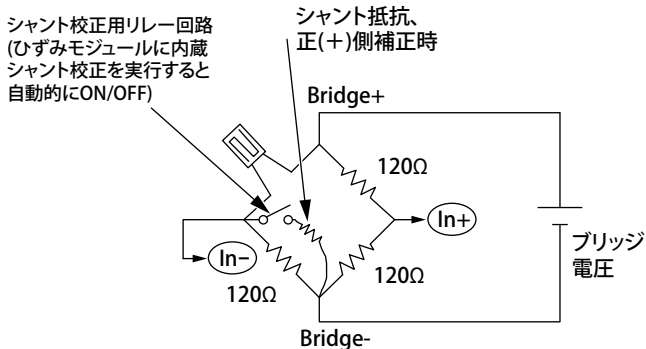 シャント校正用リレー回路
(ひずみモジュールに内蔵
シャント校正を実行すると
自動的にON/OFF)
シャント抵抗、
正(+)側補正時
Bridge+
120Ω
In+
In−
120Ω
120Ω
ブリッジ
電圧
Bridge-